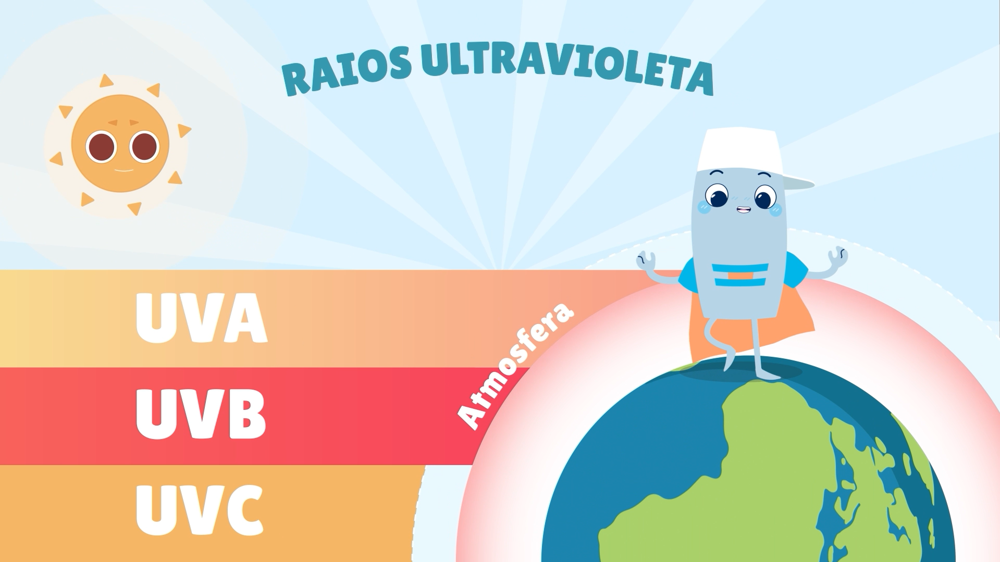 RAIOS ULTRAVIOLETA
UVA
Atmosfera
UVB
UVC